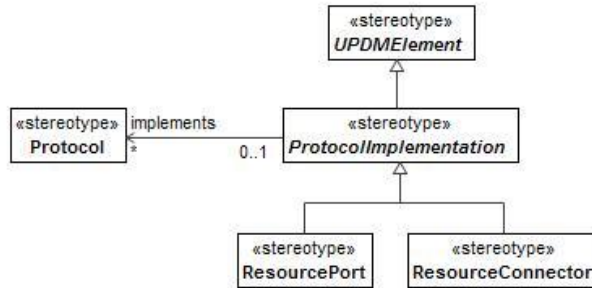 «stereotype»
UPDMElement
«stereotype»
Protocol
implements
*
0..1
«stereotype»
ProtocolImplementation
«stereotype»
ResourcePort
«stereotype»
ResourceConnector